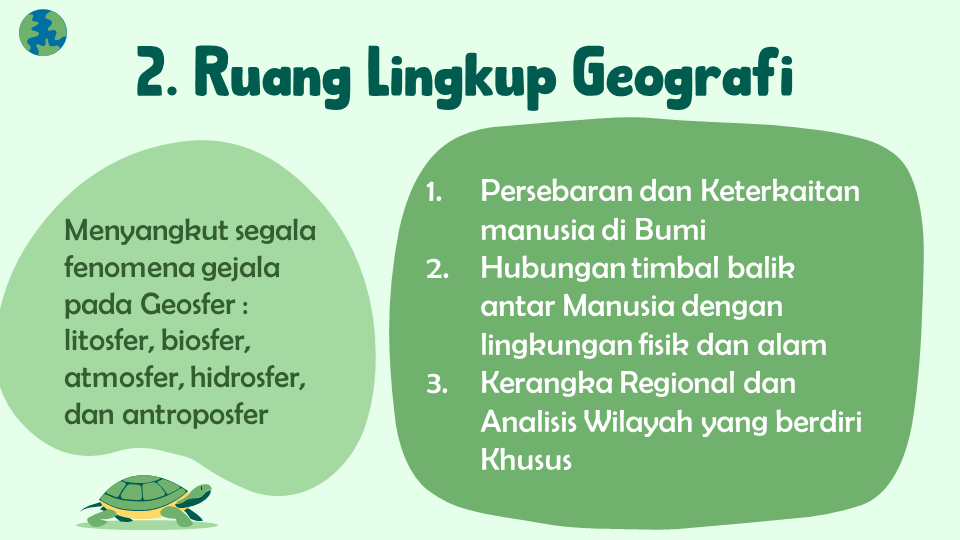 2. Ruang Lingkup Geografi
Menyangkut segala
fenomena gejala
pada Geosfer :
litosfer, biosfer,
atmosfer, hidrosfer,
dan antroposfer
1. Persebaran dan Keterkaitan
manusia di Bumi
2. Hubungan timbal balik
antar Manusia dengan
lingkungan fisik dan alam
3. Kerangka Regional dan
Analisis Wilayah yang berdiri
Khusus